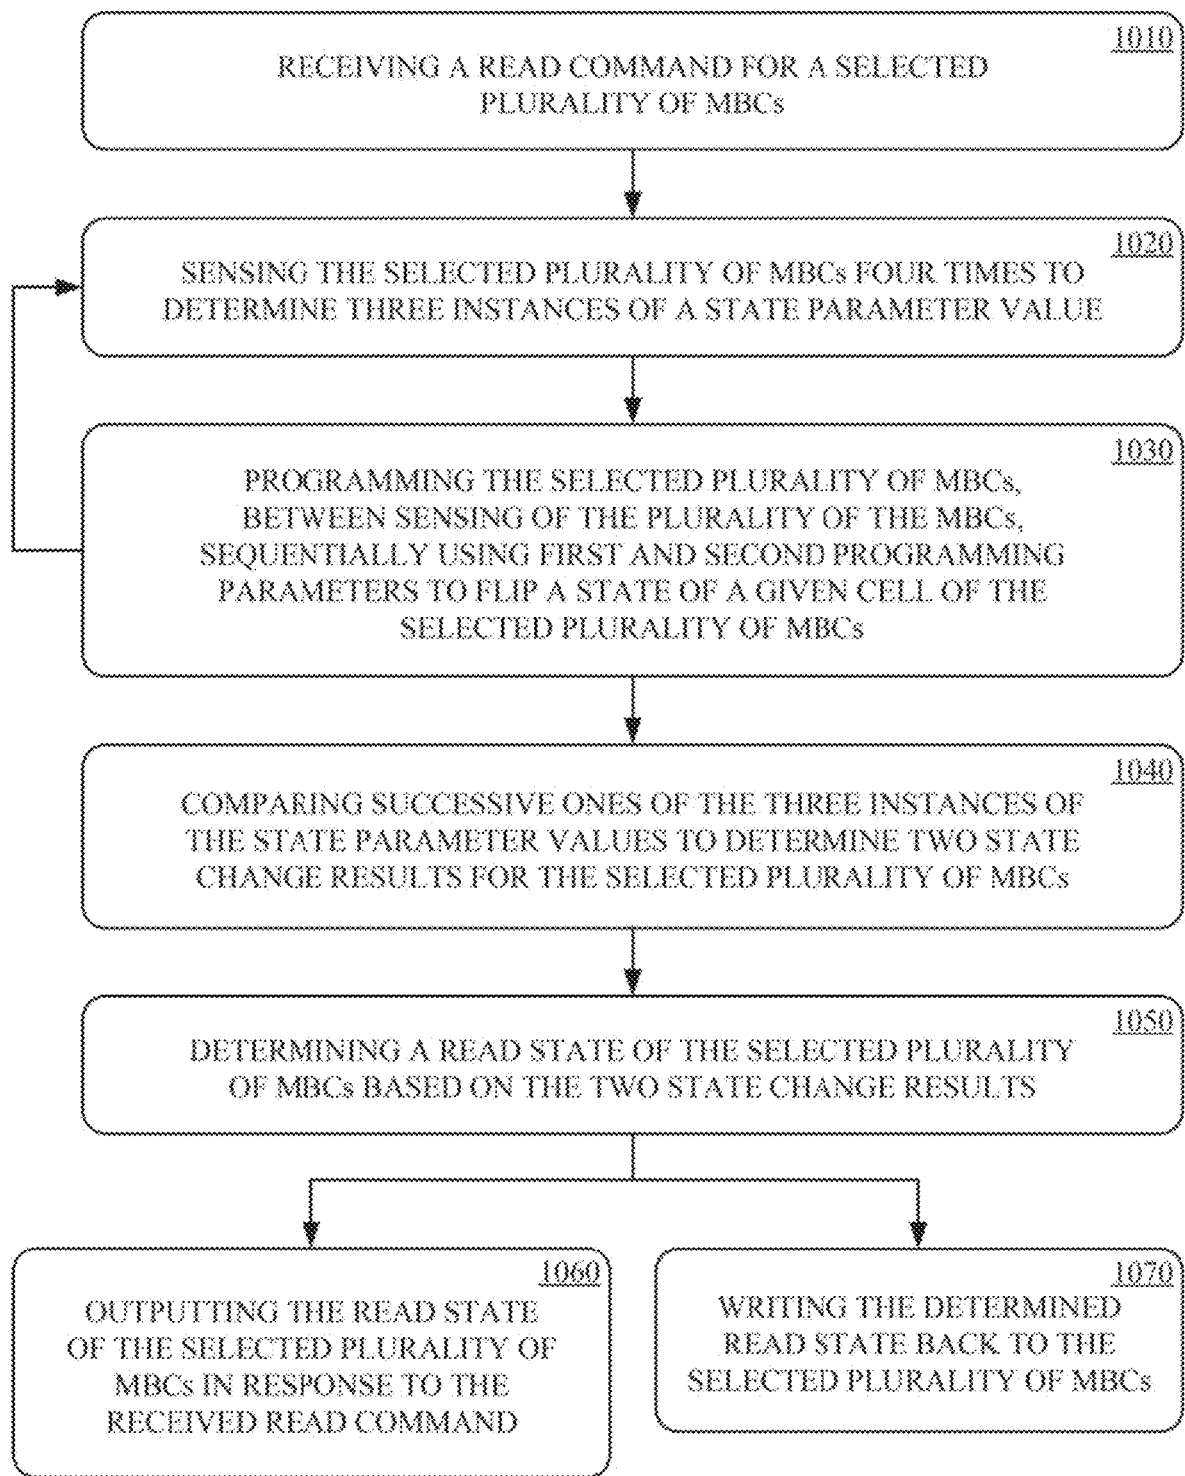 1010
RECEIVING A READ COMMAND FOR A SELECTED
PLURALITY OF MBCs
1020
SENSING THE SELECTED PLURALITY OF MBCs FOUR TIMES TO
DETERMINE THREE INSTANCES OF A STATE PARAMETER VALUE
1030
PROGRAMMING THE SELECTED PLURALITY OF MBCs,
BETWEEN SENSING OF THE PLURALITY OF THE MBCs,
SEQUENTIALLY USING FIRST AND SECOND PROGRAMMING
PARAMETERS TO FLIP A STATE OF A GIVEN CELL OF THE
SELECTED PLURALITY OF MBCs
1040
COMPARING SUCCESSIVE ONES OF THE THREE INSTANCES OF
THE STATE PARAMETER VALUES TO DETERMINE TWO STATE
CHANGE RESULTS FOR THE SELECTED PLURALITY OF MBCs
1050
DETERMINING A READ STATE OF THE SELECTED PLURALITY
OF MBCs BASED ON THE TWO STATE CHANGE RESULTS
1060
OUTPUTTING THE READ STATE
OF THE SELECTED PLURALITY OF
MBCs IN RESPONSE TO THE
RECEIVED READ COMMAND
1070
WRITING THE DETERMINED
READ STATE BACK TO THE
SELECTED PLURALITY OF MBCs